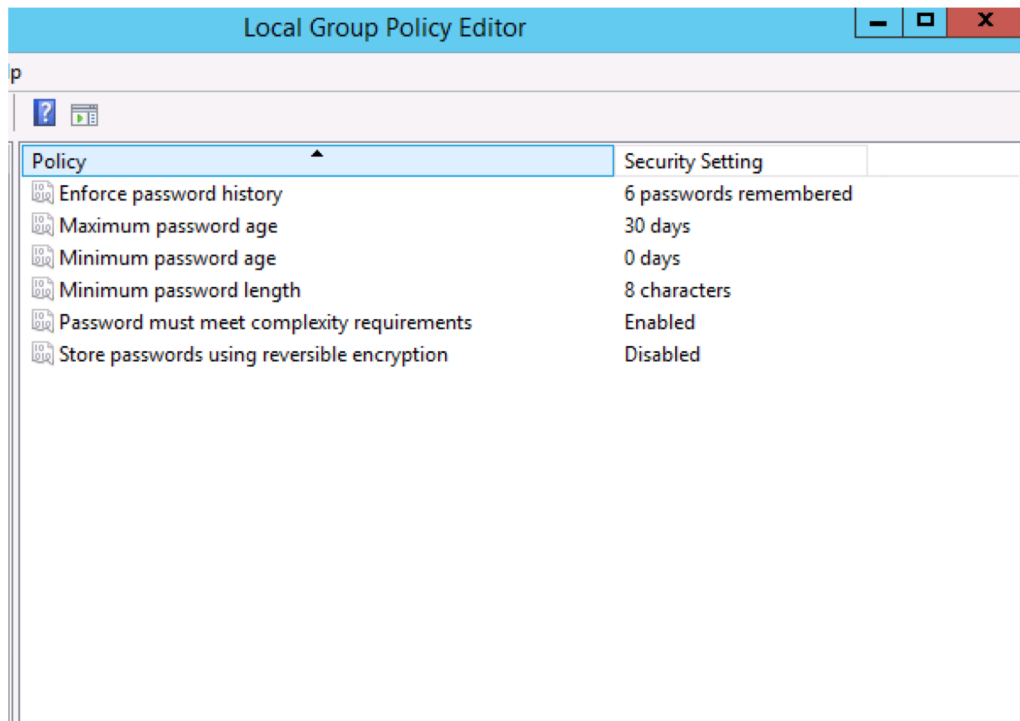 Local Group Policy Editor
lp
Policy Security Setting
Enforce password history 6 passwords remembered
Maximum password age 30 days
Minimum password age 0 days
Minimum password length 8 characters
Password must meet complexity requirements Enabled
Store passwords using reversible encryption Disabled